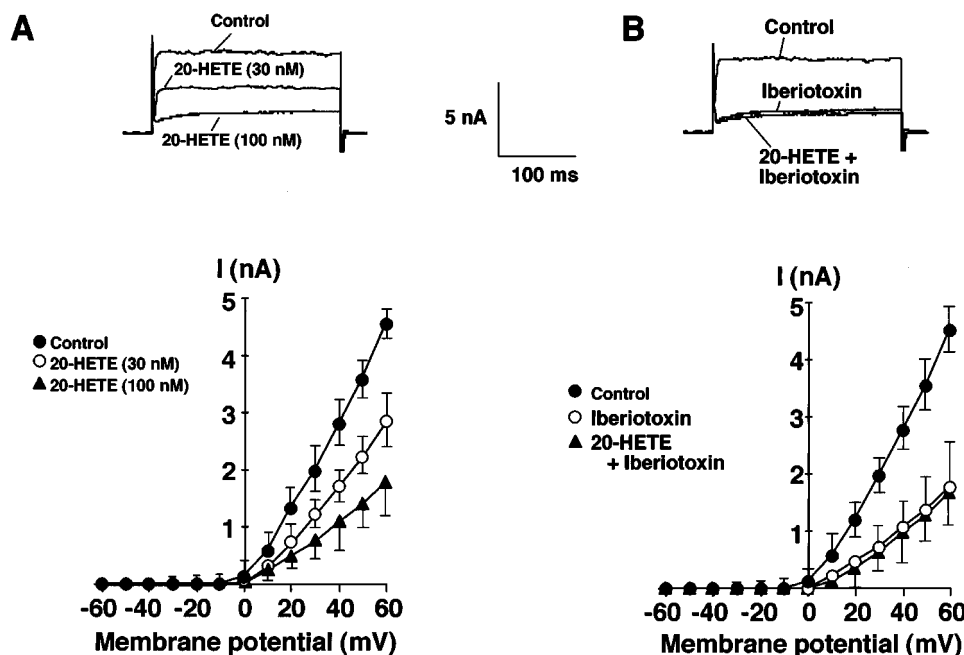 A
Control
20-HETE (30 nM)
20-HETE (100 nM)
5 nA
100 ms
B
Control
Iberiotoxin
20-HETE +
Iberiotoxin
I (nA)
5
4
3
2
1
Control
20-HETE (30 nM)
20-HETE (100 nM)
-60 -40 -20 0 20 40 60
Membrane potential (mV)
I (nA)
5
4
3
2
1
Control
Iberiotoxin
20-HETE
+ Iberiotoxin
-60 -40 -20 0 20 40 60
Membrane potential (mV)